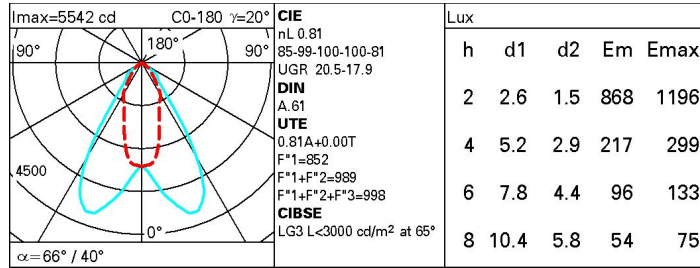 Imax=5542 cd C0-180 γ=20°
90° 180° 90°
4500
0°
α=66° / 40°
CIE
nL 0.81
85-99-100-100-81
UGR 20.5-17.9
DIN
A.61
UTE
0.81A+0.00T
F"1=852
F"1+F"2=989
F"1+F"2+F"3=998
CIBSE
LG3 L<3000 cd/m² at 65°
Lux
h d1 d2 Em Emax
2 2.6 1.5 868 1196
4 5.2 2.9 217 299
6 7.8 4.4 96 133
8 10.4 5.8 54 75